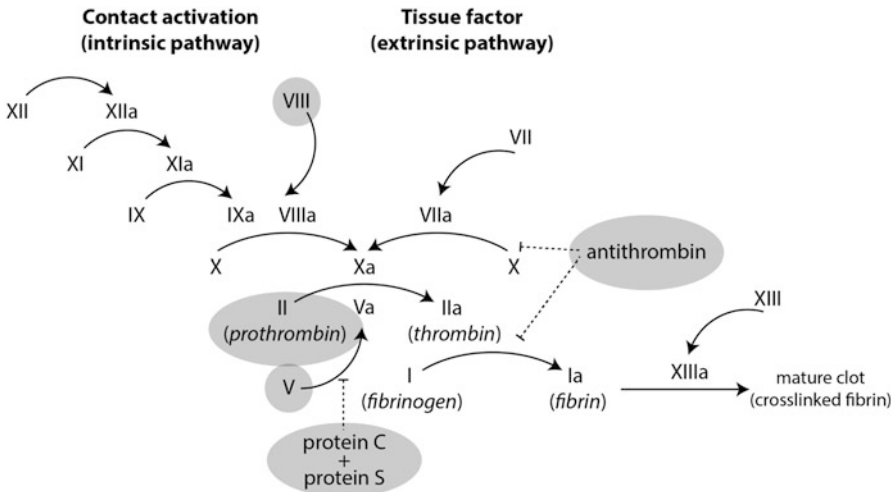 Contact activation
(intrinsic pathway)
Tissue factor
(extrinsic pathway)
XII
XIIa
VIII
VII
XI
XIa
IX
IXa
VIIIa
VIIa
X
Xa
X
antithrombin
II
(prothrombin)
Va
IIa
(thrombin)
XIII
V
I
(fibrinogen)
Ia
(fibrin)
XIIIa
mature clot
(crosslinked fibrin)
protein C
+
protein S